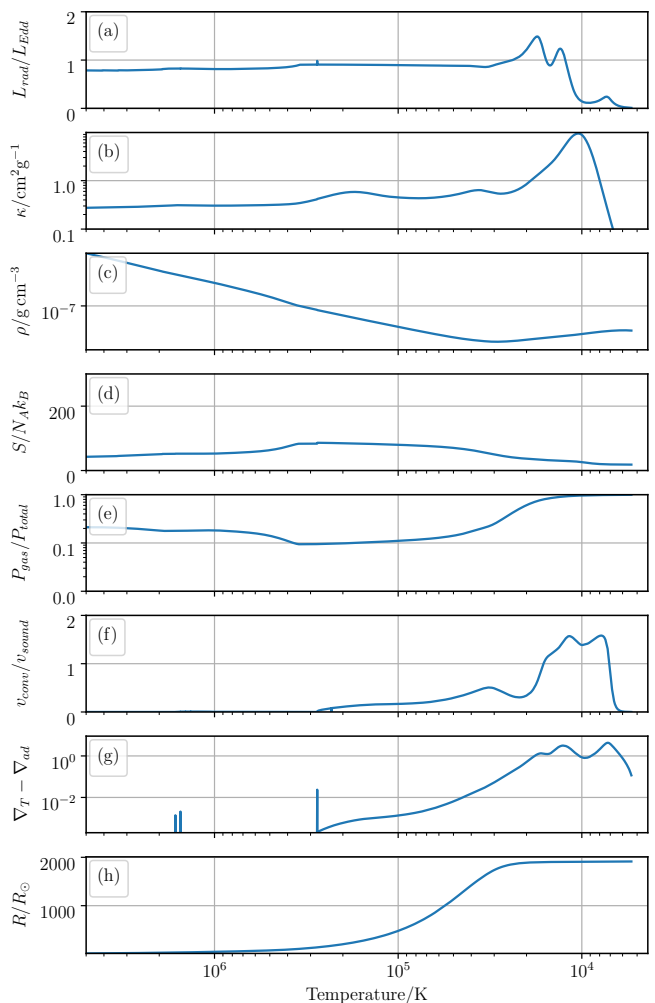 2
(a)
1
L_rad/L_Edd
0
(b)
1.0
κ/cm²g⁻¹
0.1
(c)
10⁻⁷
ρ/g cm⁻³
(d)
200
S/N_A k_B
0
1.0
(e)
0.1
P_gas/P_total
0.0
2
(f)
1
v_conv/v_sound
0
(g)
10⁰
∇_T − ∇_ad
10⁻²
2000
(h)
1000
R/R_⊙
10⁶ 10⁵ 10⁴
Temperature/K